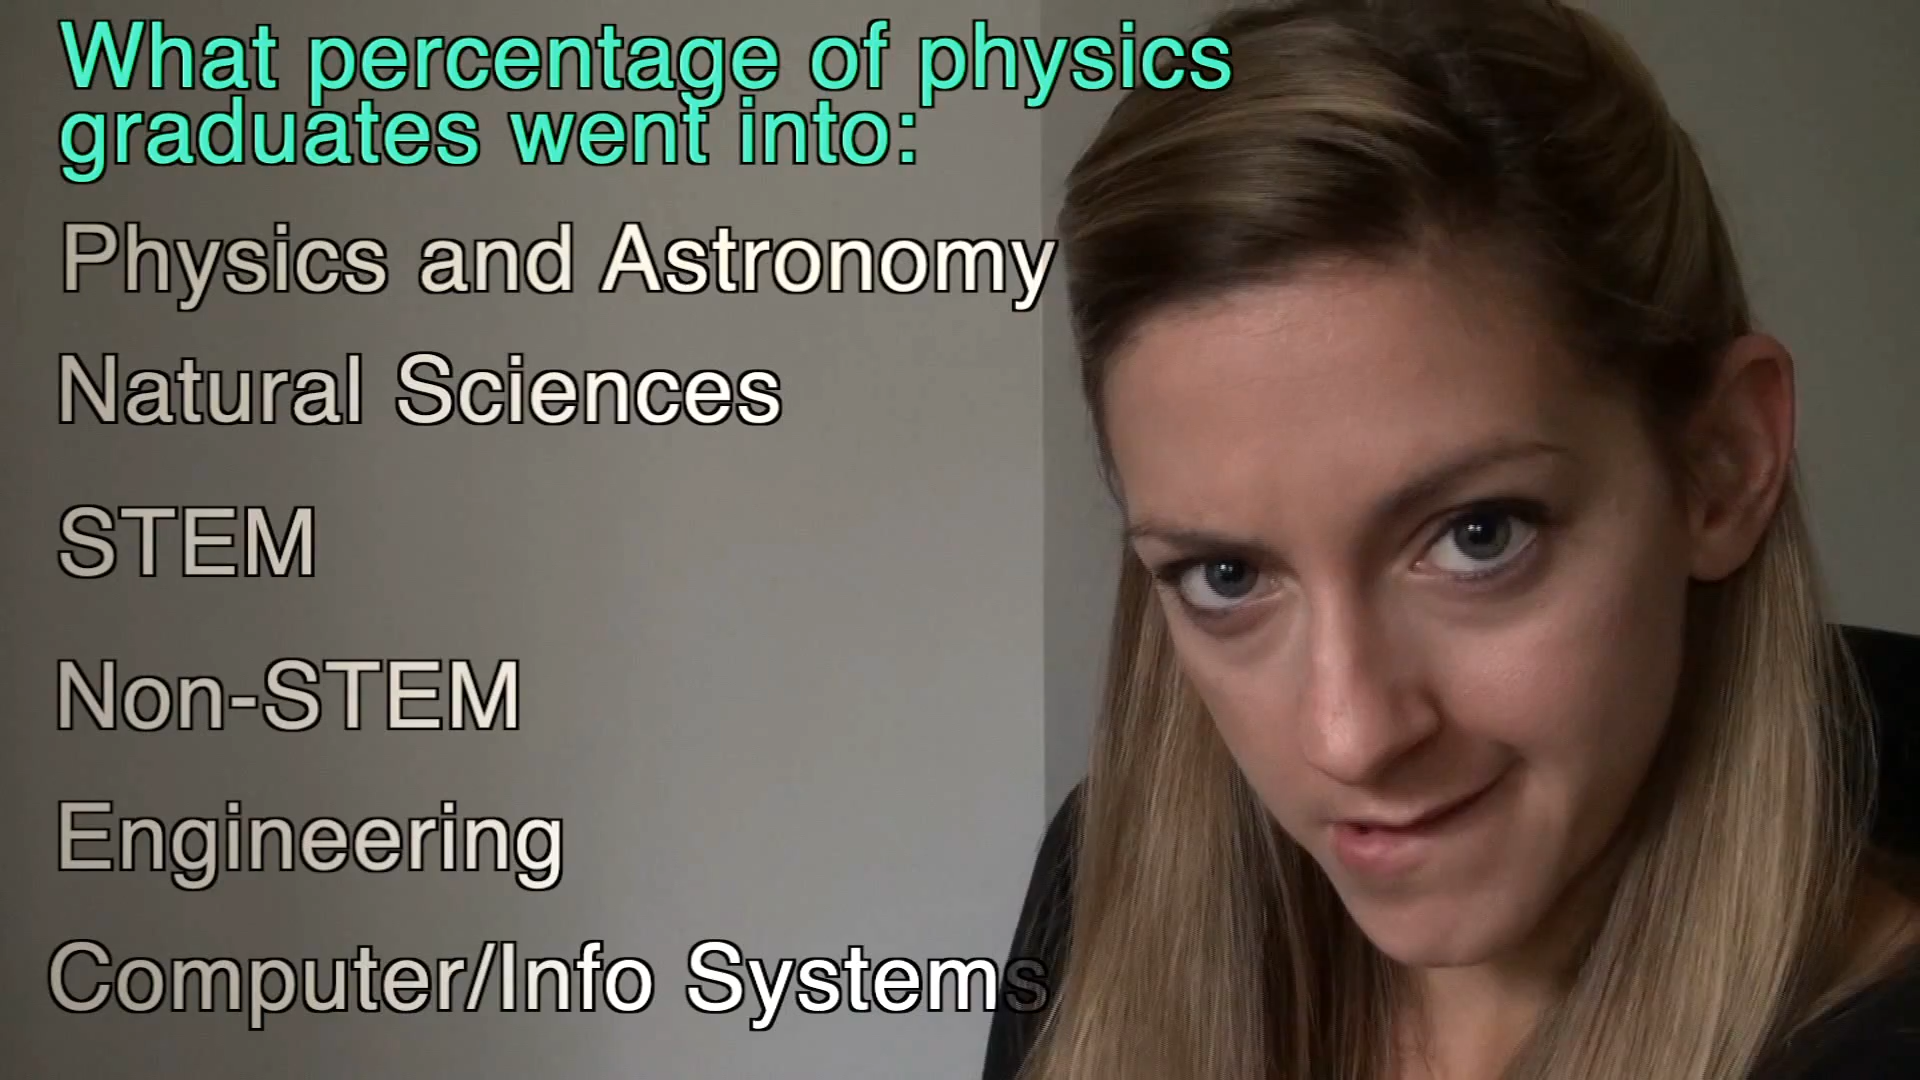 What percentage of physics
graduates went into:
Physics and Astronomy
Natural Sciences
STEM
Non-STEM
Engineering
Computer/Info Systems